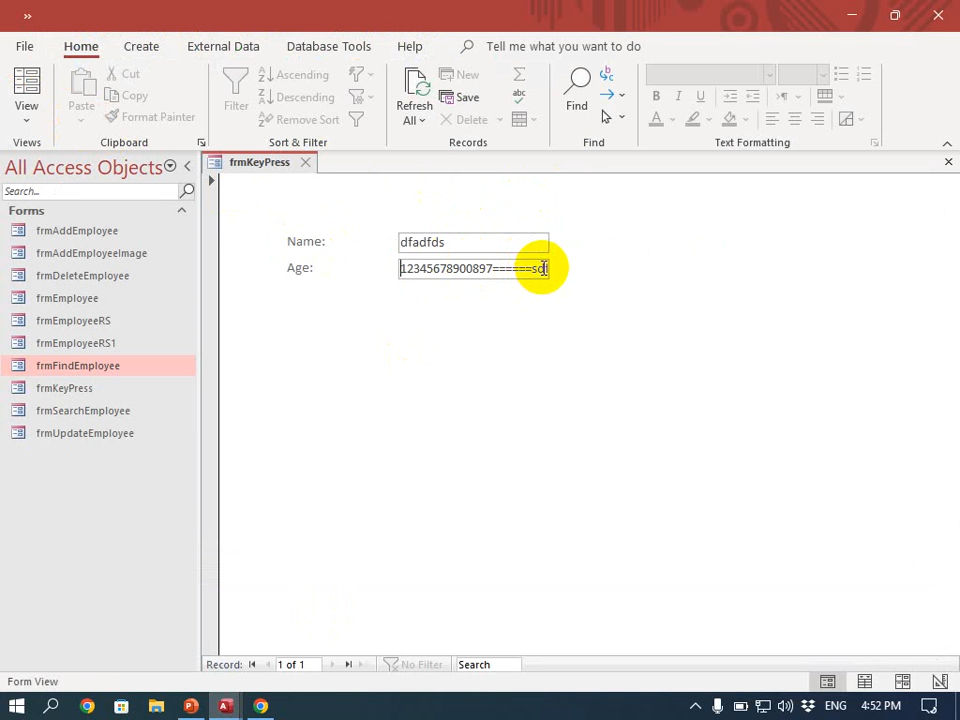 File Home Create External Data Database Tools Help Tell me what you want to do
View
Views
Paste
Cut
Copy
Format Painter
Clipboard
Filter
Ascending
Descending
Remove Sort
Sort & Filter
Refresh
All
New
Save
Delete
Records
Find
Find
B I U
A
Text Formatting
All Access Objects
Search...
Forms
frmAddEmployee
frmAddEmployeeImage
frmDeleteEmployee
frmEmployee
frmEmployeeRS
frmEmployeeRS1
frmFindEmployee
frmKeyPress
frmSearchEmployee
frmUpdateEmployee
frmKeyPress
Name: dfadfds
Age: 12345678900897======sd
Record: 1 of 1 No Filter Search
Form View
ENG 4:52 PM